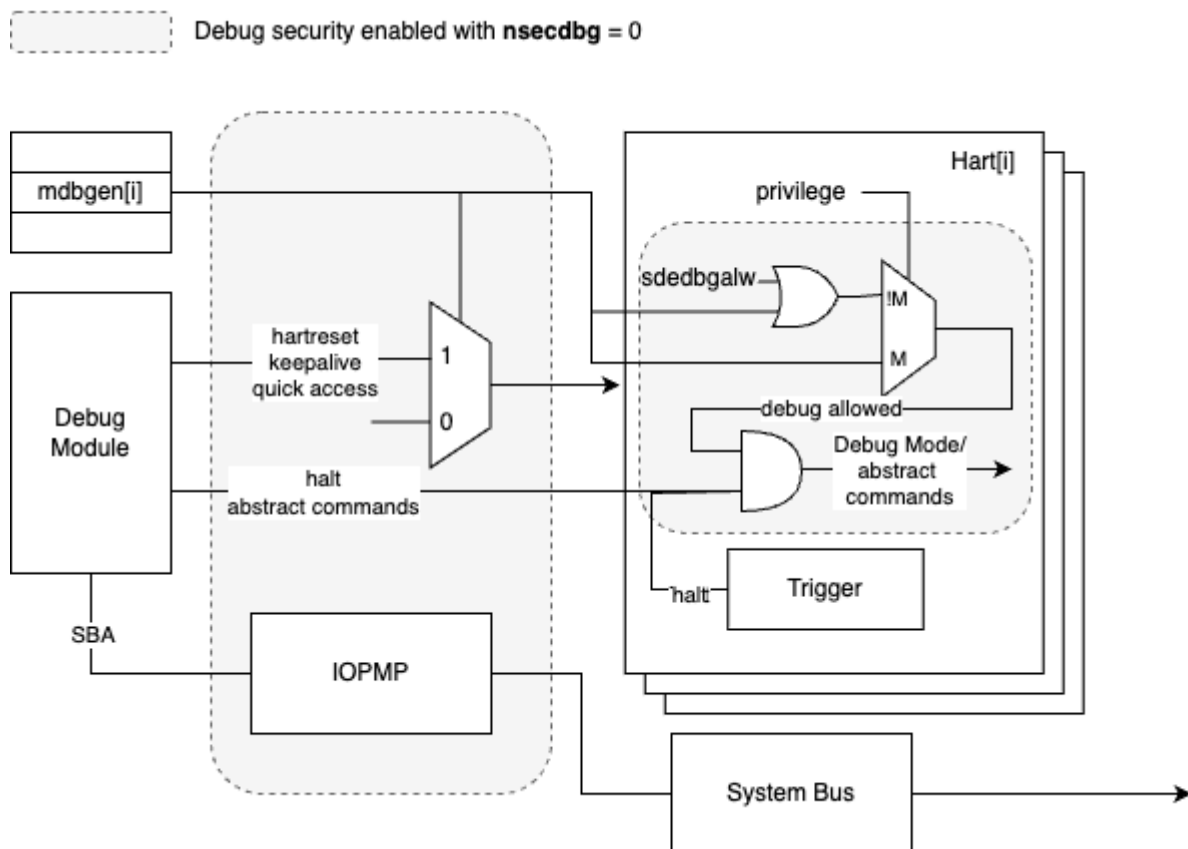 Debug security enabled with nsecdbg = 0
mdbgen[i]
Hart[i]
privilege
sdedbgalw
!M
M
hartreset
keepalive
quick access
1
0
Debug
Module
debug allowed
Debug Mode/
abstract
commands
halt
abstract commands
halt
Trigger
SBA
IOPMP
System Bus